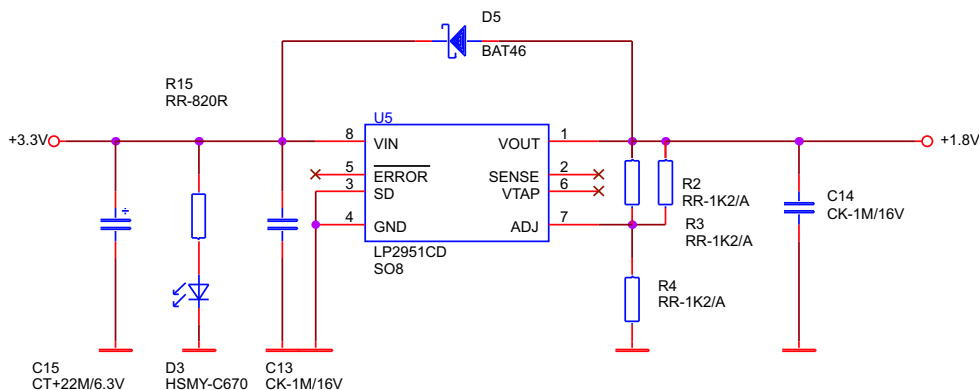 D5
BAT46
R15
RR-820R
U5
+3.3V
8
VIN
VOUT
1
+1.8V
5
ERROR
SENSE
2
3
SD
VTAP
6
R2
RR-1K2/A
C14
CK-1M/16V
4
GND
ADJ
7
R3
RR-1K2/A
LP2951CD
SO8
R4
RR-1K2/A
C15
CT+22M/6.3V
D3
HSMY-C670
C13
CK-1M/16V